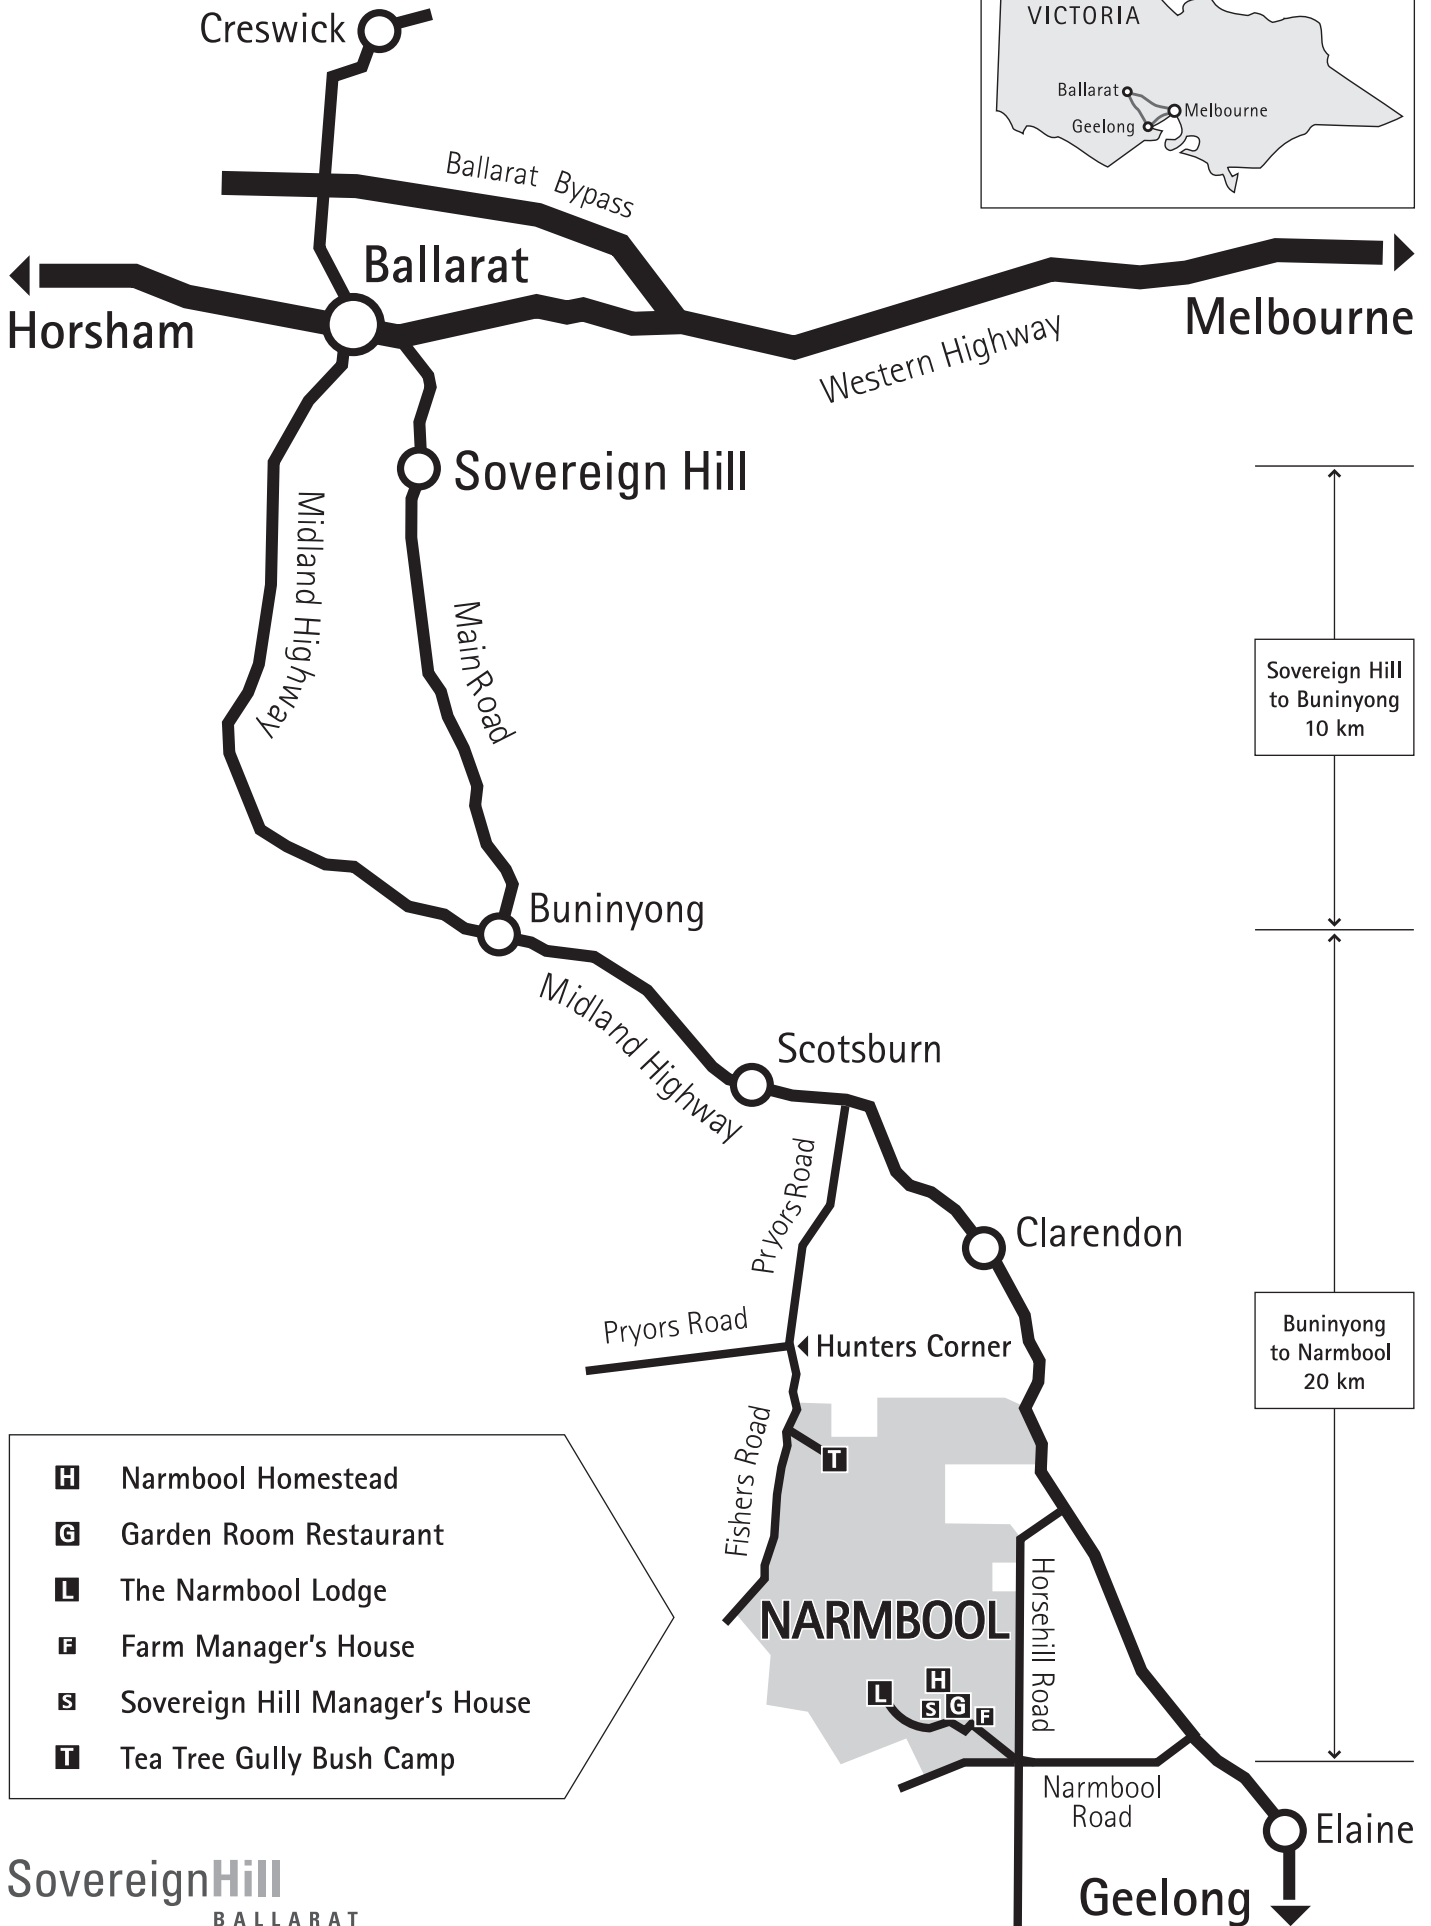 Creswick
VICTORIA
Ballarat
Melbourne
Geelong
Ballarat Bypass
Ballarat
Horsham
Melbourne
Western Highway
Sovereign Hill
Midland Highway
Main Road
Sovereign Hill
to Buninyong
10 km
Buninyong
Midland Highway
Scotsburn
Pryors Road
Clarendon
Pryors Road
Hunters Corner
Buninyong
to Narmbool
20 km
Fishers Road
T
H Narmbool Homestead
G Garden Room Restaurant
L The Narmbool Lodge
F Farm Manager's House
S Sovereign Hill Manager's House
T Tea Tree Gully Bush Camp
NARMBOOL
Horsehill Road
H
L
S
G
F
Narmbool
Road
Elaine
Geelong
SovereignHill
BALLARAT